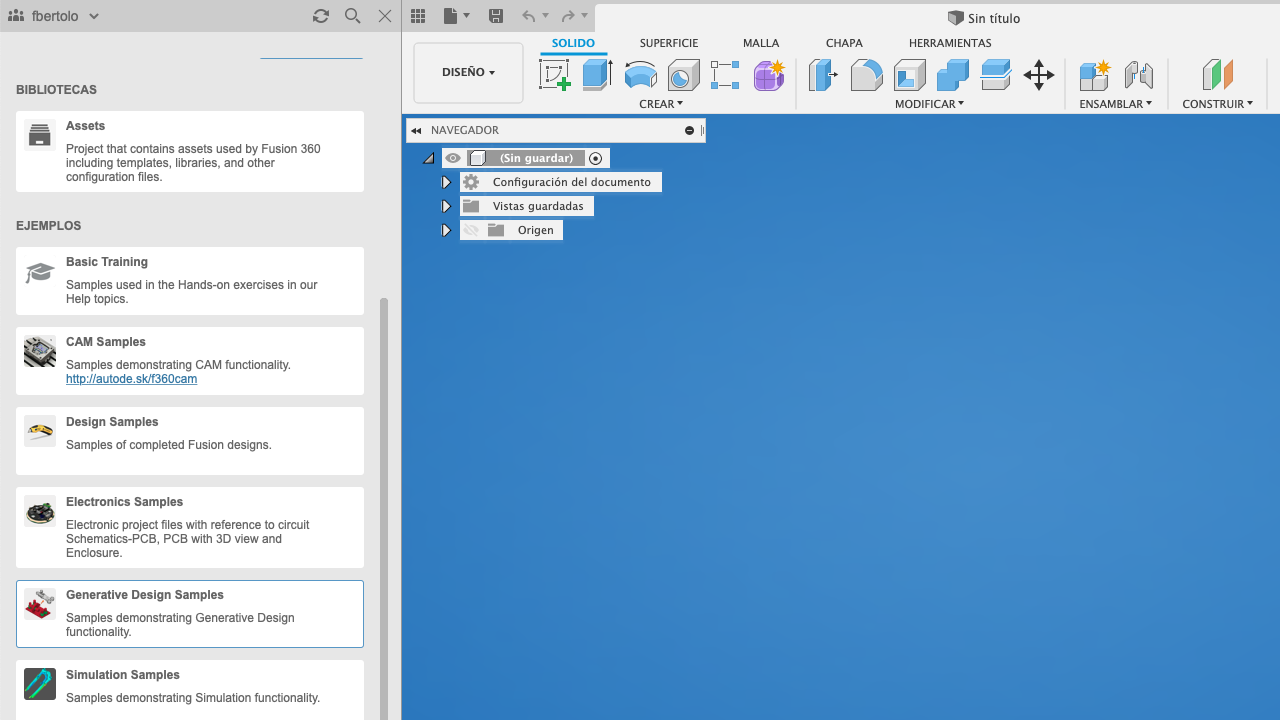 fbertolo
Sin título
SOLIDO
SUPERFICIE
MALLA
CHAPA
HERRAMIENTAS
DISEÑO
CREAR
MODIFICAR
ENSAMBLAR
CONSTRUIR
NAVEGADOR
(Sin guardar)
Configuración del documento
Vistas guardadas
Origen
BIBLIOTECAS
Assets
Project that contains assets used by Fusion 360
including templates, libraries, and other
configuration files.
EJEMPLOS
Basic Training
Samples used in the Hands-on exercises in our
Help topics.
CAM Samples
Samples demonstrating CAM functionality.
http://autode.sk/f360cam
Design Samples
Samples of completed Fusion designs.
Electronics Samples
Electronic project files with reference to circuit
Schematics-PCB, PCB with 3D view and
Enclosure.
Generative Design Samples
Samples demonstrating Generative Design
functionality.
Simulation Samples
Samples demonstrating Simulation functionality.